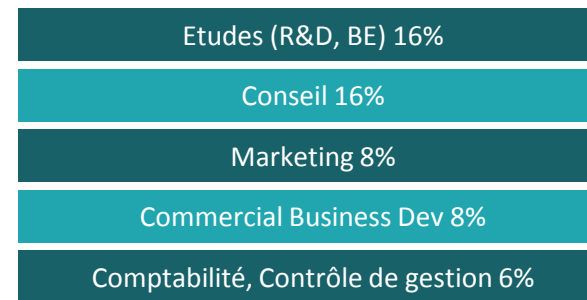 Etudes (R&D, BE) 16%
Conseil 16%
Marketing 8%
Commercial Business Dev 8%
Comptabilité, Contrôle de gestion 6%